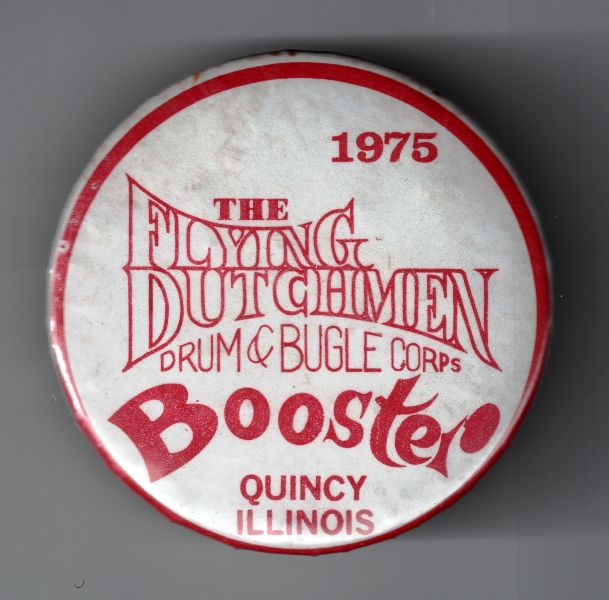 1975
THE
FLYING
DUTCHMEN
DRUM & BUGLE CORPS
Booster
QUINCY
ILLINOIS